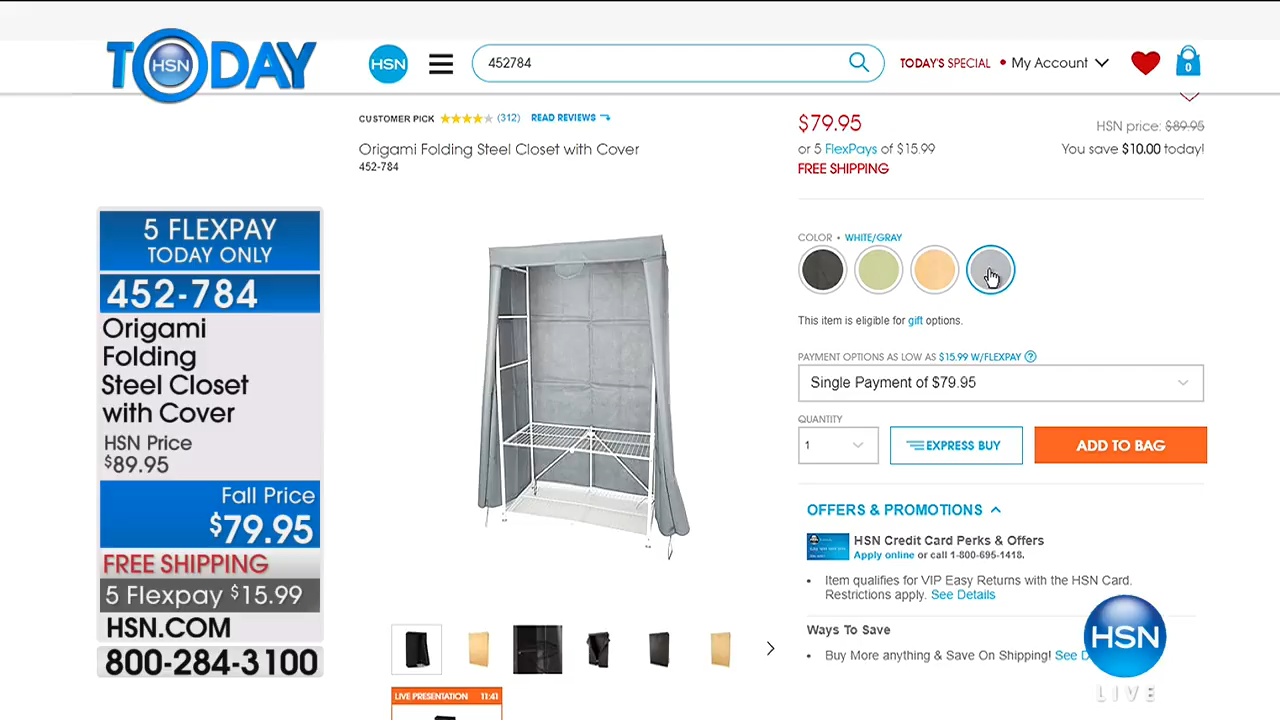 TODAY
HSN
HSN
452784
TODAY'S SPECIAL • My Account
0
CUSTOMER PICK (312) READ REVIEWS
Origami Folding Steel Closet with Cover
452-784
$79.95
HSN price: $89.95
or 5 FlexPays of $15.99
You save $10.00 today!
FREE SHIPPING
5 FLEXPAY
TODAY ONLY
452-784
Origami
Folding
Steel Closet
with Cover
HSN Price
$89.95
Fall Price
$79.95
FREE SHIPPING
5 Flexpay $15.99
HSN.COM
800-284-3100
COLOR • WHITE/GRAY
This item is eligible for gift options.
PAYMENT OPTIONS AS LOW AS $15.99 W/FLEXPAY ?
Single Payment of $79.95
QUANTITY
1
EXPRESS BUY
ADD TO BAG
OFFERS & PROMOTIONS
HSN Credit Card Perks & Offers
Apply online or call 1-800-695-1418.
• Item qualifies for VIP Easy Returns with the HSN Card.
Restrictions apply. See Details
Ways To Save
• Buy More anything & Save On Shipping! See D
HSN
LIVE
LIVE PRESENTATION 11:41